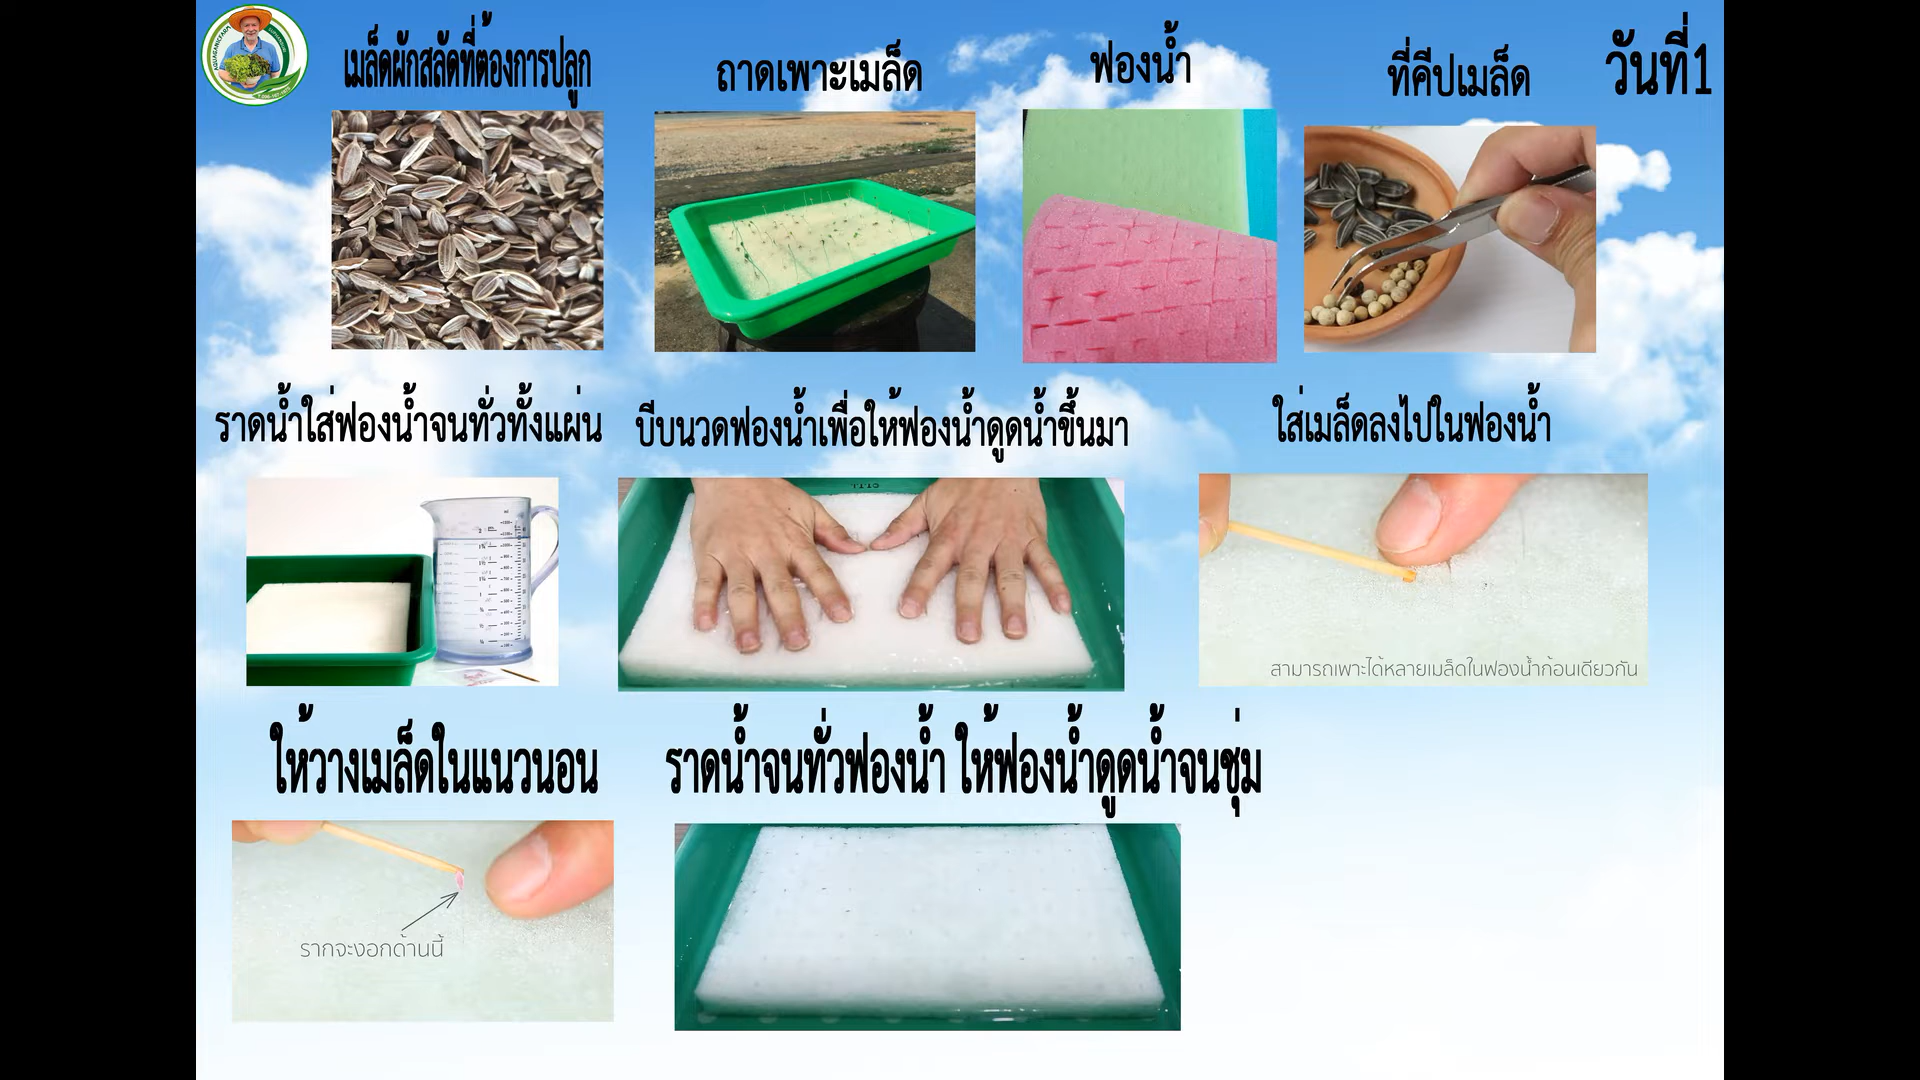 เมล็ดผักสลัดที่ต้องการปลูก
ถาดเพาะเมล็ด
ฟองน้ำ
ที่คีปเมล็ด
วันที่1
ราดน้ำใส่ฟองน้ำจนทั่วทั้งแผ่น
บีบนวดฟองน้ำเพื่อให้ฟองน้ำดูดน้ำขึ้นมา
ใส่เมล็ดลงไปในฟองน้ำ
สามารถเพาะได้หลายเมล็ดในฟองน้ำก้อนเดียวกัน
ให้วางเมล็ดในแนวนอน
ราดน้ำจนทั่วฟองน้ำ ให้ฟองน้ำดูดน้ำจนชุ่ม
รากจะงอกด้านนี้